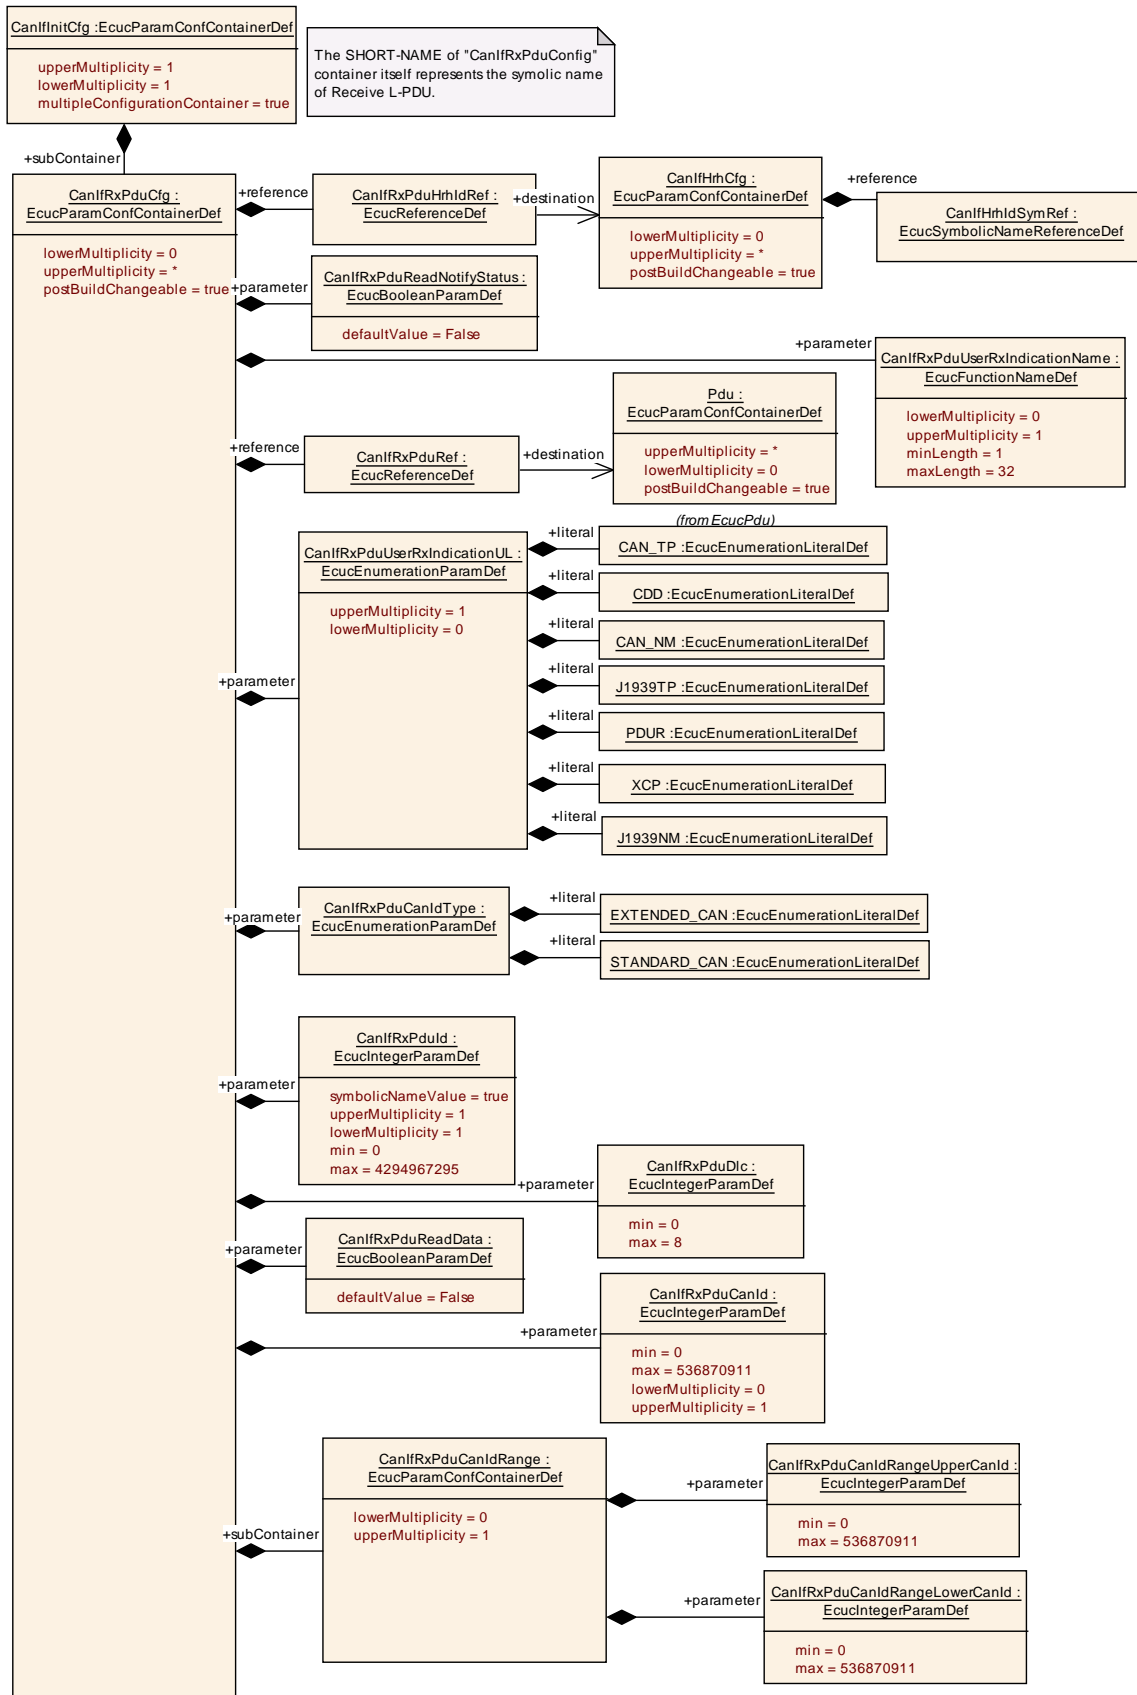 CanIfInitCfg :EcucParamConfContainerDef
upperMultiplicity = 1
lowerMultiplicity = 1
multipleConfigurationContainer = true
The SHORT-NAME of "CanIfRxPduConfig"
container itself represents the symolic name
of Receive L-PDU.
+subContainer
CanIfRxPduCfg :
EcucParamConfContainerDef
lowerMultiplicity = 0
upperMultiplicity = *
postBuildChangeable = true
+reference
CanIfRxPduHrhIdRef :
EcucReferenceDef
+destination
CanIfHrhCfg :
EcucParamConfContainerDef
lowerMultiplicity = 0
upperMultiplicity = *
postBuildChangeable = true
+reference
CanIfHrhIdSymRef :
EcucSymbolicNameReferenceDef
+parameter
CanIfRxPduReadNotifyStatus :
EcucBooleanParamDef
defaultValue = False
+parameter
CanIfRxPduUserRxIndicationName :
EcucFunctionNameDef
lowerMultiplicity = 0
upperMultiplicity = 1
minLength = 1
maxLength = 32
+reference
CanIfRxPduRef :
EcucReferenceDef
+destination
Pdu :
EcucParamConfContainerDef
upperMultiplicity = *
lowerMultiplicity = 0
postBuildChangeable = true
(from EcucPdu)
+parameter
CanIfRxPduUserRxIndicationUL :
EcucEnumerationParamDef
upperMultiplicity = 1
lowerMultiplicity = 0
+literal
CAN_TP :EcucEnumerationLiteralDef
+literal
CDD :EcucEnumerationLiteralDef
+literal
CAN_NM :EcucEnumerationLiteralDef
+literal
J1939TP :EcucEnumerationLiteralDef
+literal
PDUR :EcucEnumerationLiteralDef
+literal
XCP :EcucEnumerationLiteralDef
+literal
J1939NM :EcucEnumerationLiteralDef
+parameter
CanIfRxPduCanIdType :
EcucEnumerationParamDef
+literal
EXTENDED_CAN :EcucEnumerationLiteralDef
+literal
STANDARD_CAN :EcucEnumerationLiteralDef
+parameter
CanIfRxPduId :
EcucIntegerParamDef
symbolicNameValue = true
upperMultiplicity = 1
lowerMultiplicity = 1
min = 0
max = 4294967295
+parameter
CanIfRxPduDlc :
EcucIntegerParamDef
min = 0
max = 8
+parameter
CanIfRxPduReadData :
EcucBooleanParamDef
defaultValue = False
+parameter
CanIfRxPduCanId :
EcucIntegerParamDef
min = 0
max = 536870911
lowerMultiplicity = 0
upperMultiplicity = 1
+subContainer
CanIfRxPduCanIdRange :
EcucParamConfContainerDef
lowerMultiplicity = 0
upperMultiplicity = 1
+parameter
CanIfRxPduCanIdRangeUpperCanId :
EcucIntegerParamDef
min = 0
max = 536870911
+parameter
CanIfRxPduCanIdRangeLowerCanId :
EcucIntegerParamDef
min = 0
max = 536870911